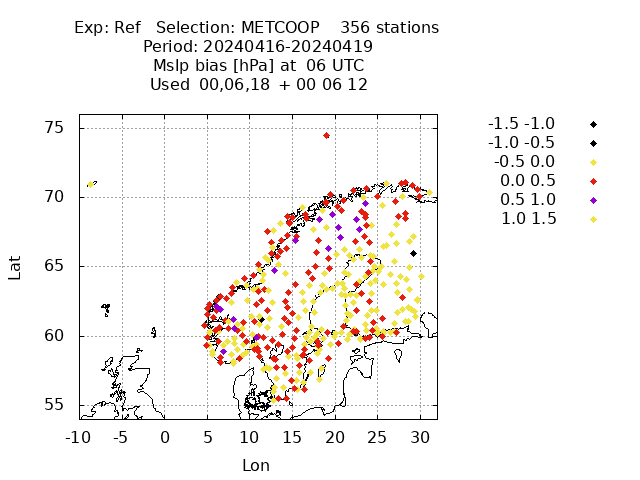 Exp: Ref Selection: METCOOP 356 stations
Period: 20240416-20240419
Mslp bias [hPa] at 06 UTC
Used 00,06,18 + 00 06 12
-1.5 -1.0
-1.0 -0.5
-0.5 0.0
0.0 0.5
0.5 1.0
1.0 1.5
75
70
65
60
55
Lat
-10 -5 0 5 10 15 20 25 30
Lon